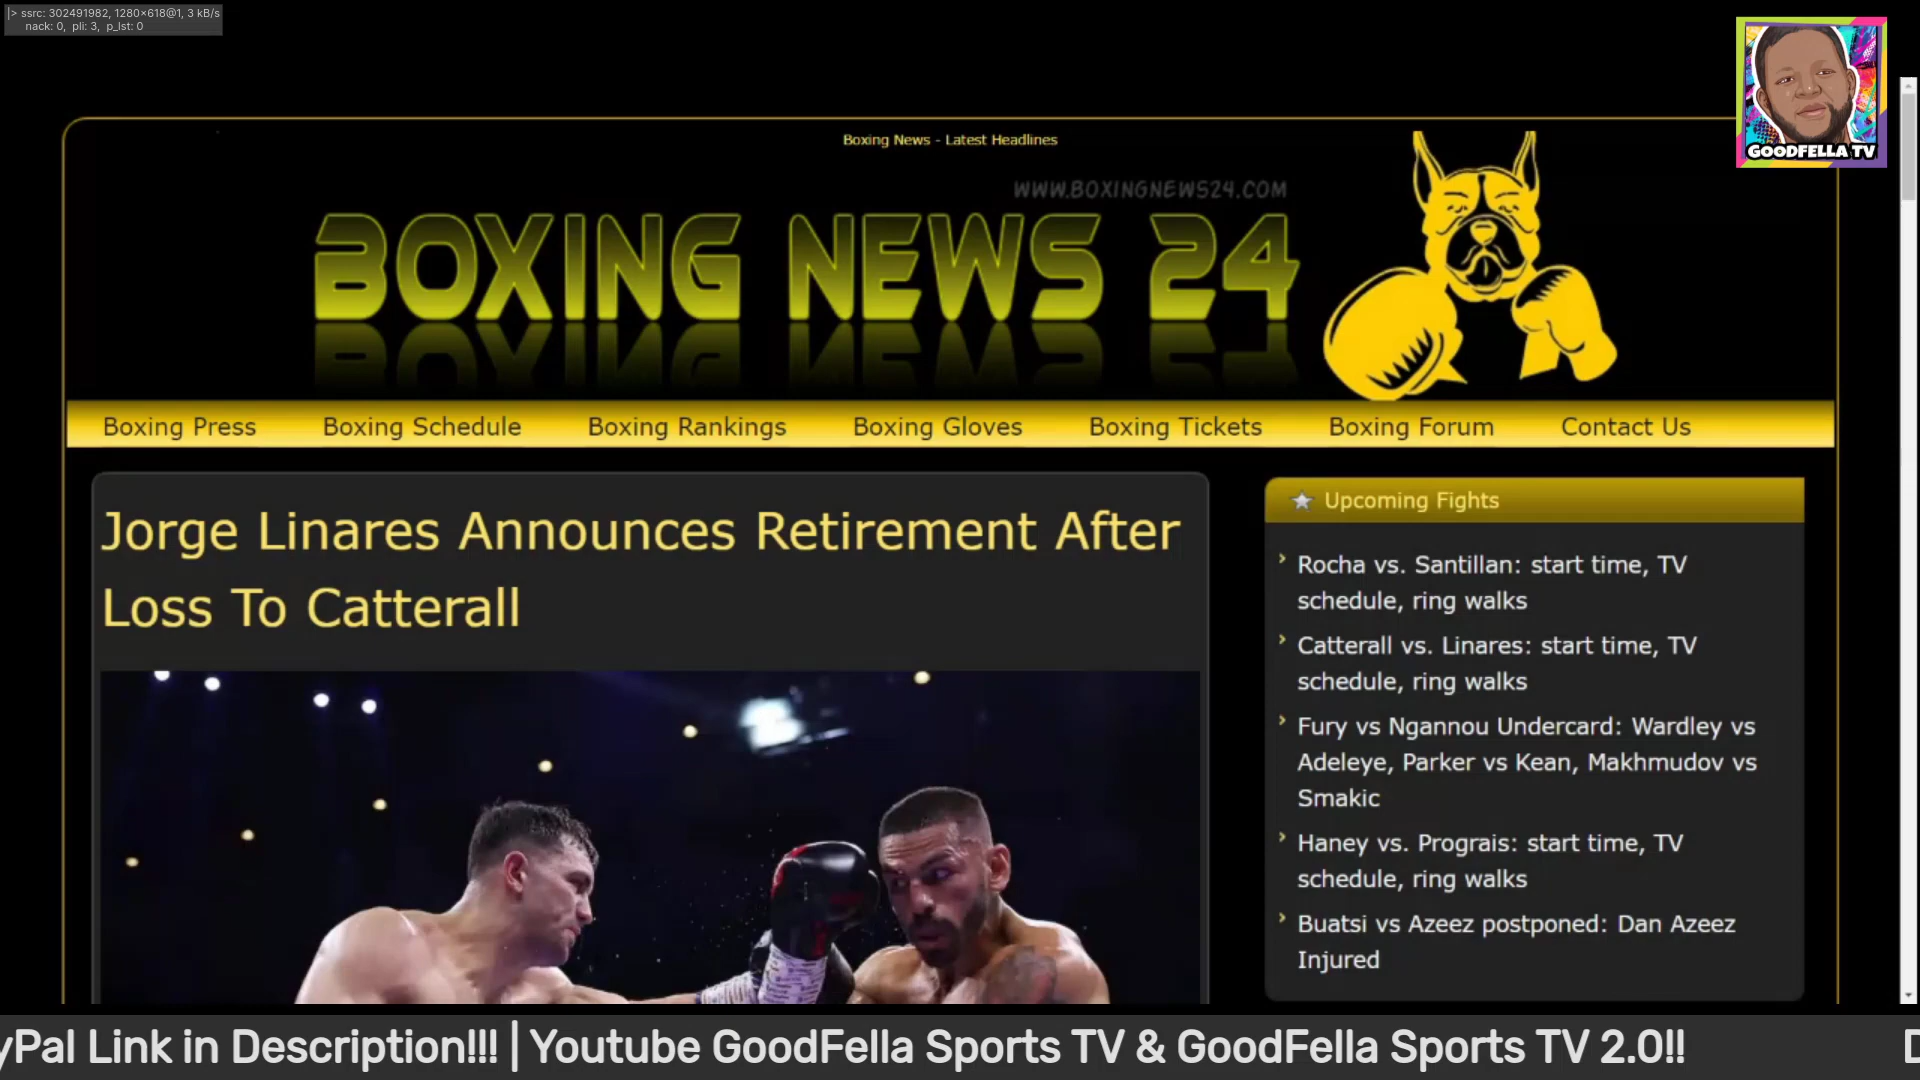 |> ssrc: 302491982, 1280×618@1, 3 kB/s
nack: 0, pli: 3, p_lst: 0
GOODFELLA TV
Boxing News - Latest Headlines
WWW.BOXINGNEWS24.COM
BOXING NEWS 24
Boxing Press Boxing Schedule Boxing Rankings Boxing Gloves Boxing Tickets Boxing Forum Contact Us
Jorge Linares Announces Retirement After
Loss To Catterall
Upcoming Fights
Rocha vs. Santillan: start time, TV
schedule, ring walks
Catterall vs. Linares: start time, TV
schedule, ring walks
Fury vs Ngannou Undercard: Wardley vs
Adeleye, Parker vs Kean, Makhmudov vs
Smakic
Haney vs. Prograis: start time, TV
schedule, ring walks
Buatsi vs Azeez postponed: Dan Azeez
Injured
yPal Link in Description!!! | Youtube GoodFella Sports TV & GoodFella Sports TV 2.0!! D